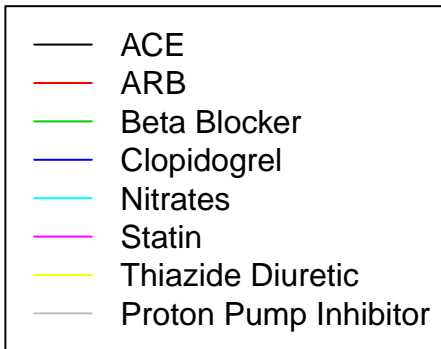 ACE
ARB
Beta Blocker
Clopidogrel
Nitrates
Statin
Thiazide Diuretic
Proton Pump Inhibitor